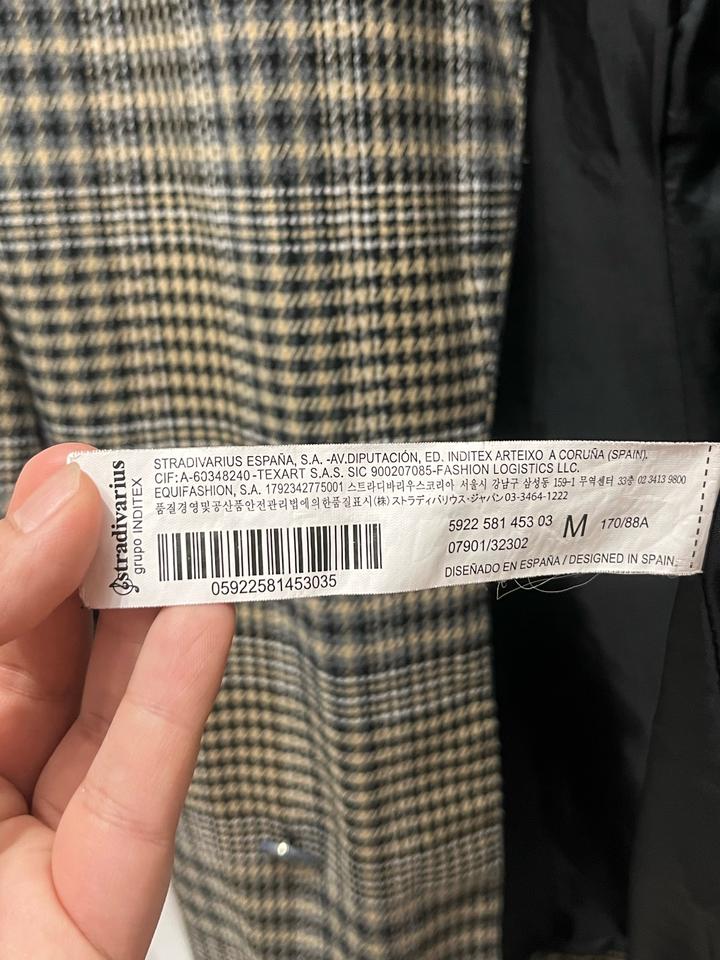 stradivarius
grupo INDITEX
STRADIVARIUS ESPAÑA, S.A. -AV.DIPUTACIÓN, ED. INDITEX ARTEIXO A CORUÑA (SPAIN).
CIF:A-60348240-TEXART S.A.S. SIC 900207085-FASHION LOGISTICS LLC.
EQUIFASHION, S.A. 1792342775001 스트라디바리우스코리아 서울시 강남구 삼성동 159-1 무역센터 33층 02 3413 9800
품질경영및공산품안전관리법에의한품질표시(株)ストラディバリウス・ジャパン 03-3464-1222
5922 581 453 03 M 170/88A
07901/32302
05922581453035
DISEÑADO EN ESPAÑA / DESIGNED IN SPAIN